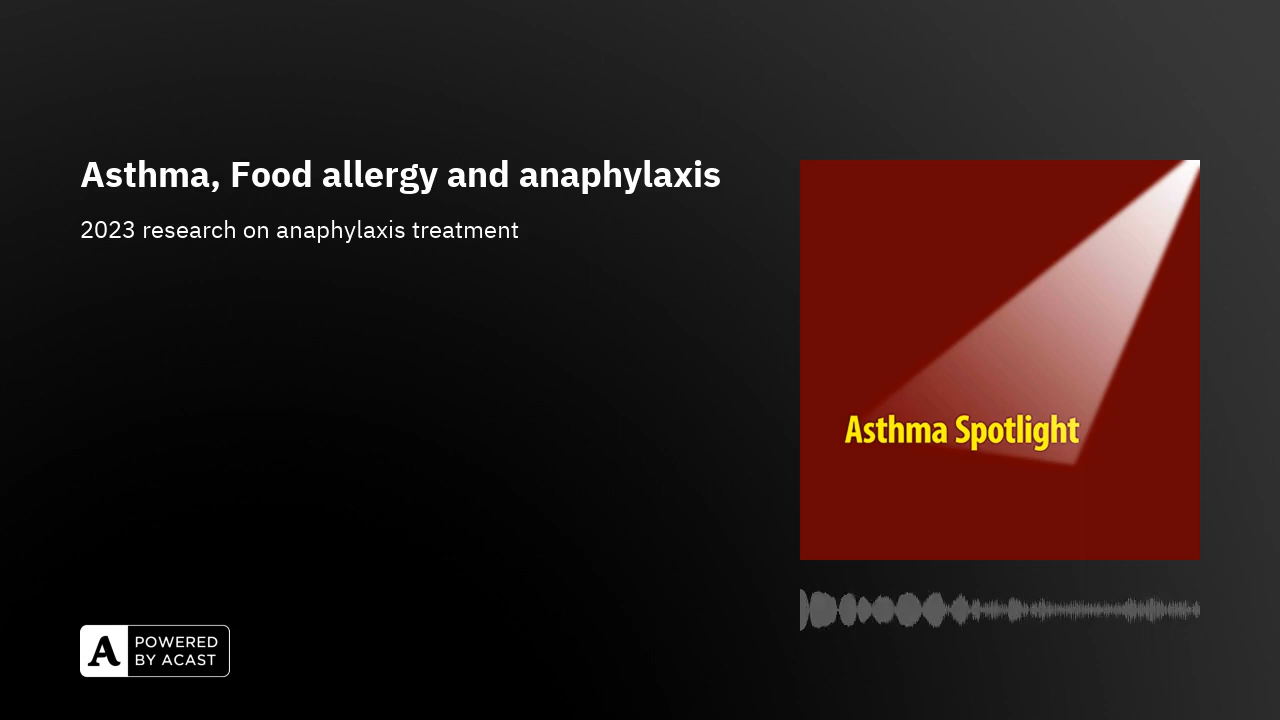 Asthma, Food allergy and anaphylaxis
2023 research on anaphylaxis treatment
Asthma Spotlight
A POWERED
BY ACAST